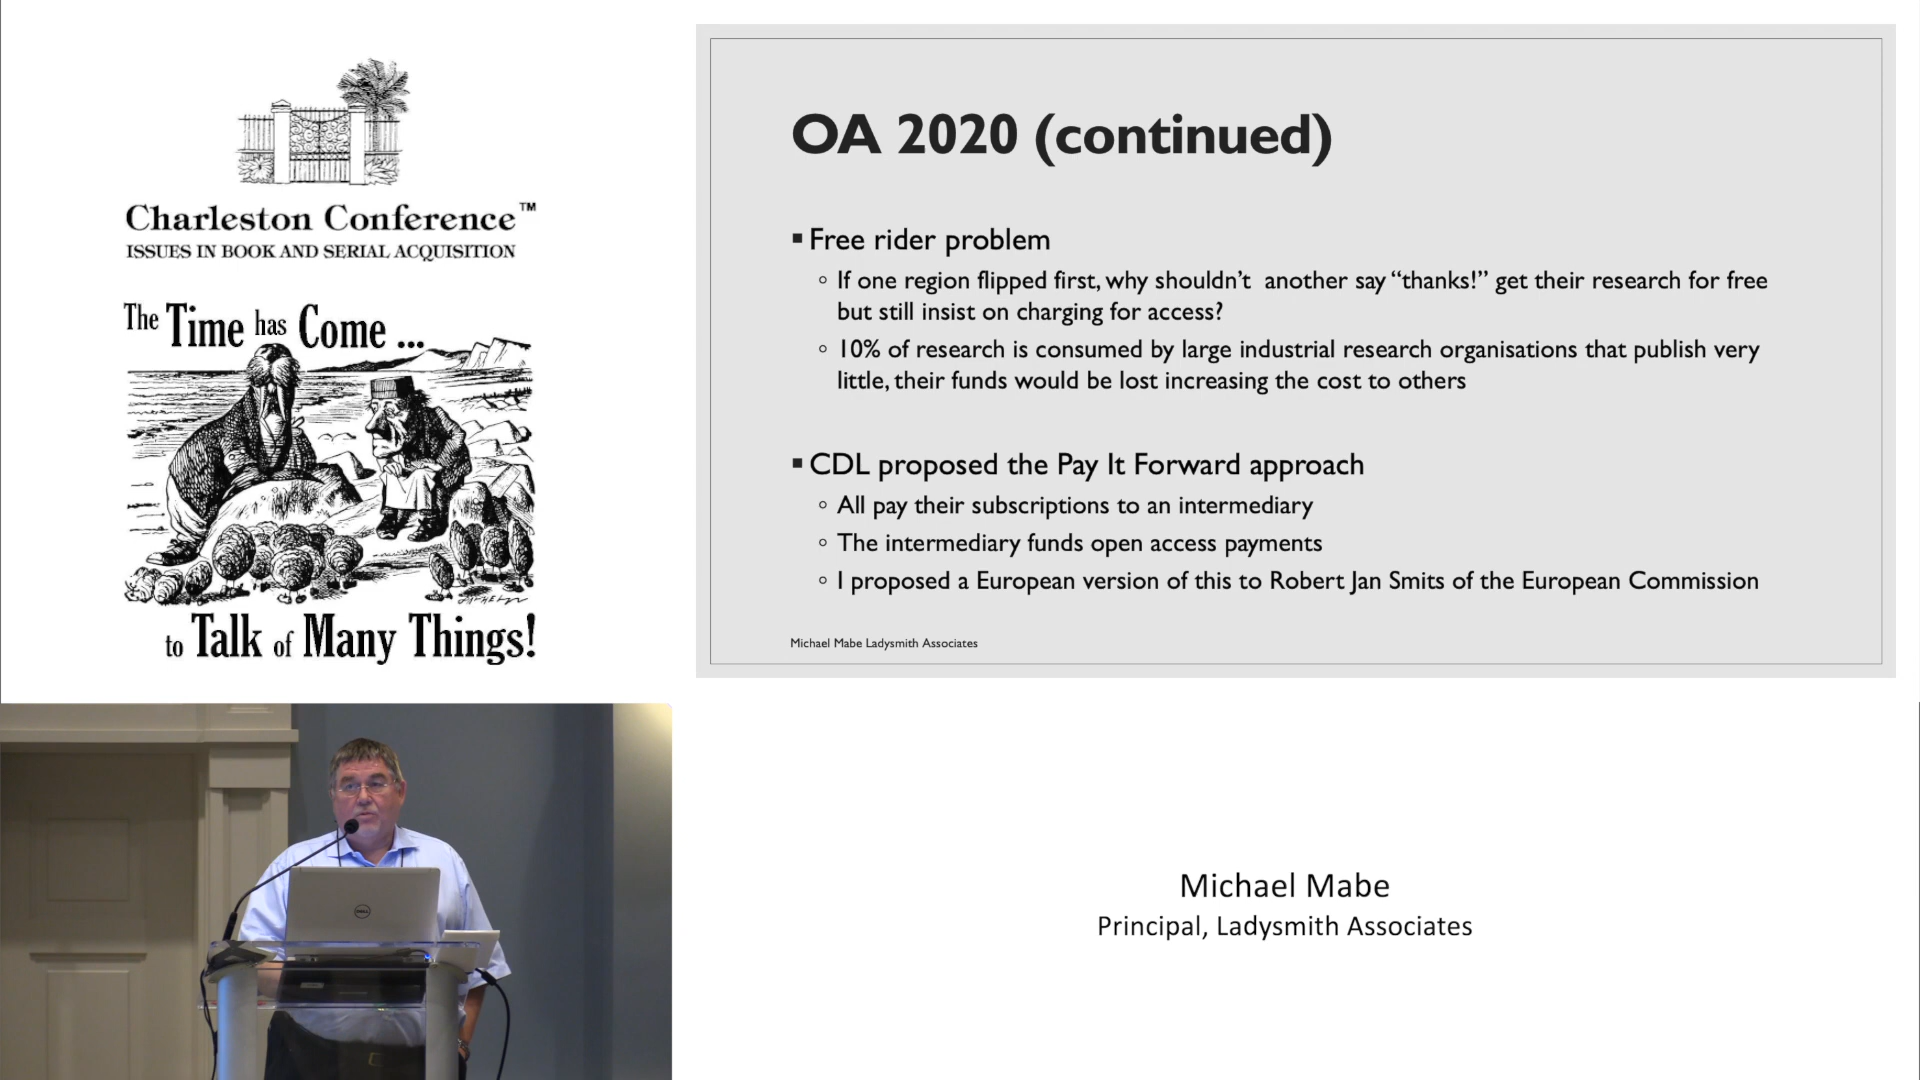 Charleston Conference™
ISSUES IN BOOK AND SERIAL ACQUISITION
The Time has Come ...
to Talk of Many Things!
OA 2020 (continued)
▪ Free rider problem
◦ If one region flipped first, why shouldn’t another say “thanks!” get their research for free
but still insist on charging for access?
◦ 10% of research is consumed by large industrial research organisations that publish very
little, their funds would be lost increasing the cost to others
▪ CDL proposed the Pay It Forward approach
◦ All pay their subscriptions to an intermediary
◦ The intermediary funds open access payments
◦ I proposed a European version of this to Robert Jan Smits of the European Commission
Michael Mabe Ladysmith Associates
DELL
Michael Mabe
Principal, Ladysmith Associates